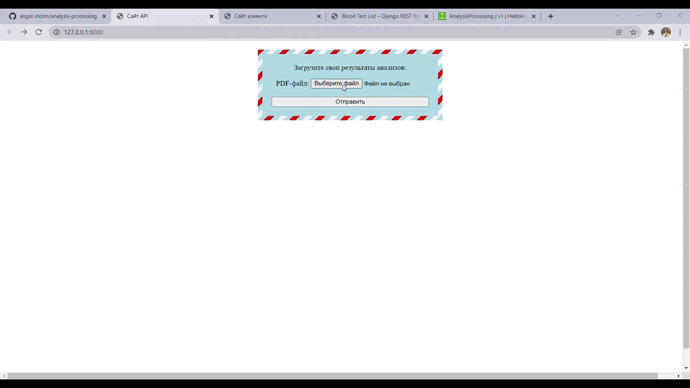 angst-storm/analysis-processing
Сайт API
Сайт клиента
Blood Test List – Django REST fra
AnalysisProcessing | v1 | Helloev
127.0.0.1:8000
Загрузите свои результаты анализов:
PDF-файл: Выберите файл Файл не выбран
Отправить